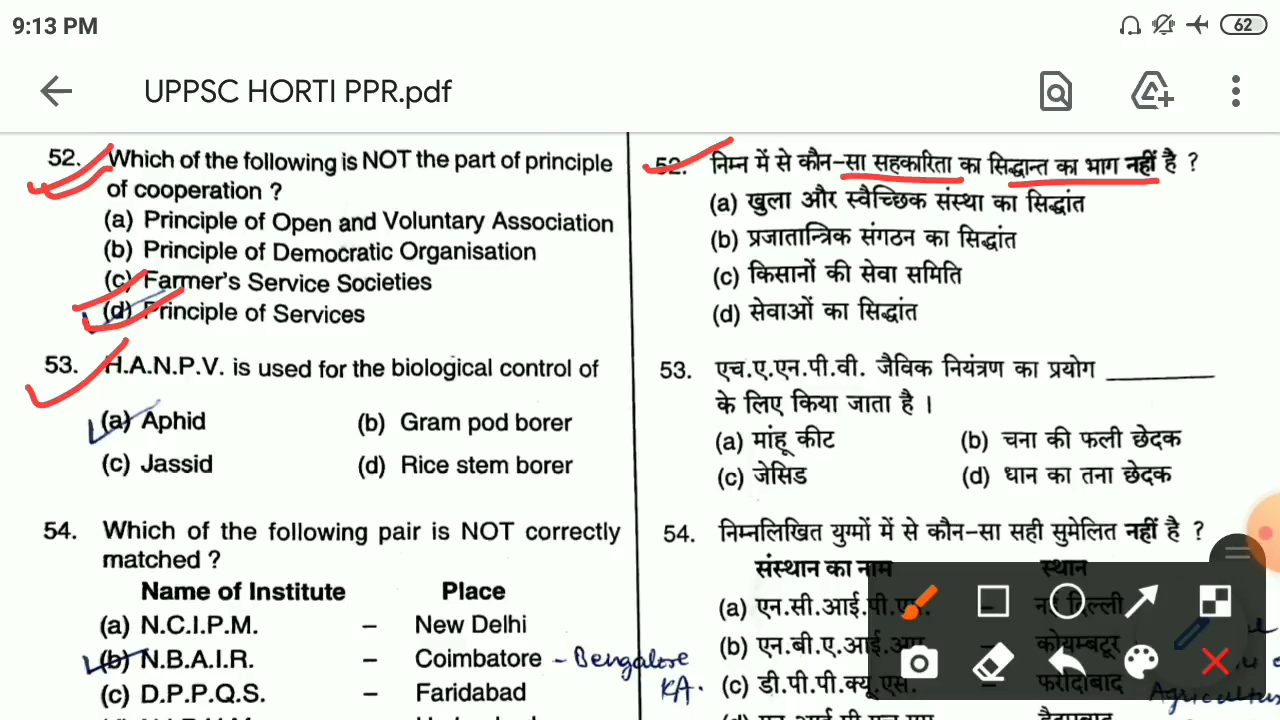 9:13 PM
62
UPPSC HORTI PPR.pdf
52. Which of the following is NOT the part of principle
of cooperation ?
(a) Principle of Open and Voluntary Association
(b) Principle of Democratic Organisation
(c) Farmer's Service Societies
(d) Principle of Services
53. H.A.N.P.V. is used for the biological control of
(a) Aphid (b) Gram pod borer
(c) Jassid (d) Rice stem borer
54. Which of the following pair is NOT correctly
matched ?
Name of Institute Place
(a) N.C.I.P.M. – New Delhi
(b) N.B.A.I.R. – Coimbatore - Bengalore
KA.
(c) D.P.P.Q.S. – Faridabad
52. निम्न में से कौन-सा सहकारिता का सिद्धान्त का भाग नहीं है ?
(a) खुला और स्वैच्छिक संस्था का सिद्धांत
(b) प्रजातान्त्रिक संगठन का सिद्धांत
(c) किसानों की सेवा समिति
(d) सेवाओं का सिद्धांत
53. एच.ए.एन.पी.वी. जैविक नियंत्रण का प्रयोग ________
के लिए किया जाता है ।
(a) मांहू कीट (b) चना की फली छेदक
(c) जेसिड (d) धान का तना छेदक
54. निम्नलिखित युग्मों में से कौन-सा सही सुमेलित नहीं है ?
संस्थान का नाम स्थान
(a) एन.सी.आई.पी.एम. – नई दिल्ली
(b) एन.बी.ए.आई.आर. – कोयम्बटूर
(c) डी.पी.पी.क्यू.एस. – फरीदाबाद